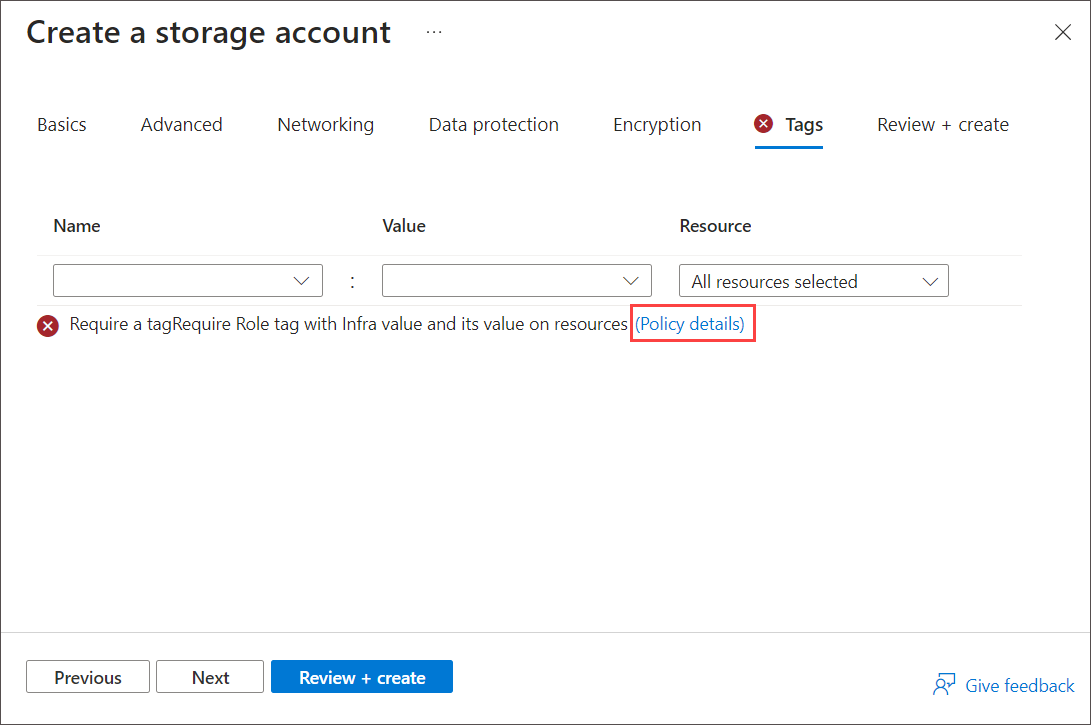 Create a storage account ...
Basics Advanced Networking Data protection Encryption Tags Review + create
Name Value Resource
: All resources selected
Require a tagRequire Role tag with Infra value and its value on resources (Policy details)
Previous Next Review + create Give feedback